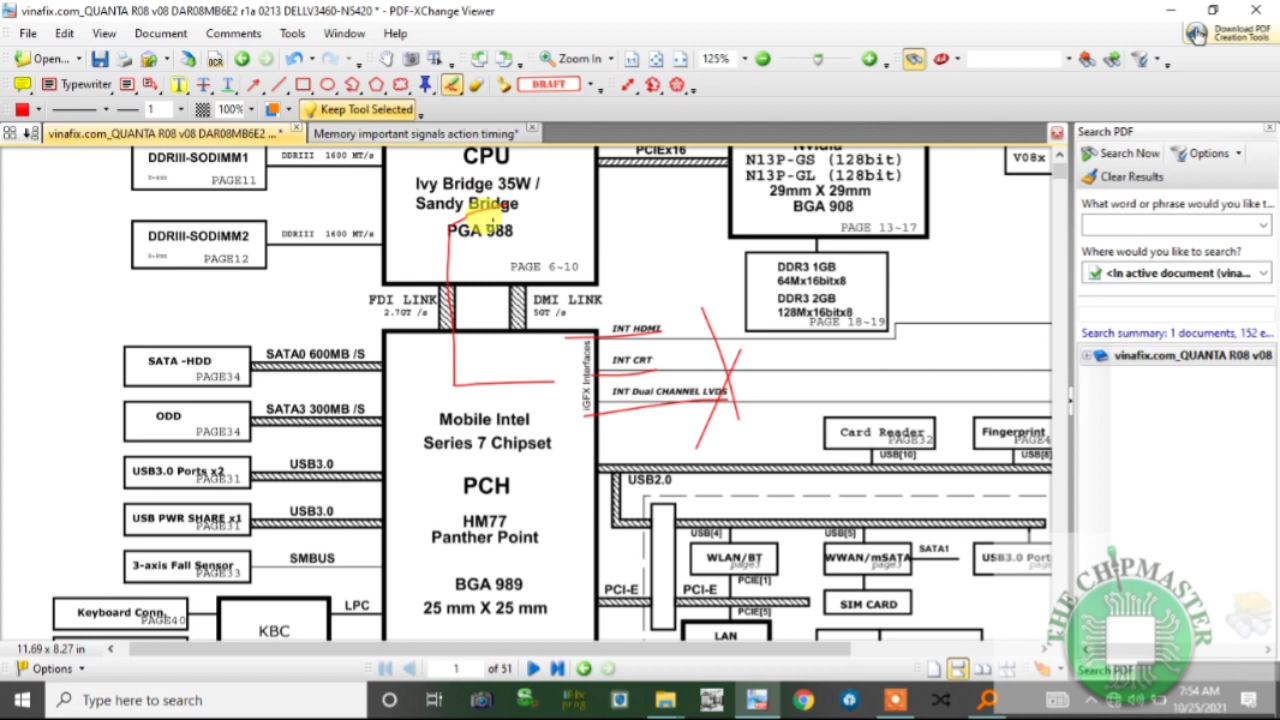 vinafix.com_QUANTA R08 v08 DAR08MB6E2 r1a 0213 DELLV3460-N5420 * - PDF-XChange Viewer
File Edit View Document Comments Tools Window Help
Download PDF
Creation Tools
Open...
OCR
Zoom In
125%
Typewriter
DRAFT
1
100%
Keep Tool Selected
vinafix.com_QUANTA R08 v08 DAR08MB6E2 ... *
Memory important signals action timing*
Search PDF
Search Now
Options
Clear Results
What word or phrase would you like t...
Where would you like to search?
<In active document (vina...
Search summary: 1 documents, 152 e...
vinafix.com_QUANTA R08 v08
DDRIII-SODIMM1
PAGE11
DDRIII 1600 MT/s
DDRIII-SODIMM2
PAGE12
DDRIII 1600 MT/s
CPU
Ivy Bridge 35W /
Sandy Bridge
PGA 988
PAGE 6~10
PCIEx16
Nvidia
N13P-GS (128bit)
N13P-GL (128bit)
29mm X 29mm
BGA 908
PAGE 13-17
V08x
DDR3 1GB
64Mx16bitx8
DDR3 2GB
128Mx16bitx8
PAGE 18~19
FDI LINK
2.7GT /s
DMI LINK
5GT /s
INT HDMI
INT CRT
INT Dual CHANNEL LVDS
iGFX Interfaces
SATA -HDD
PAGE34
SATA0 600MB /S
ODD
PAGE34
SATA3 300MB /S
USB3.0 Ports x2
PAGE31
USB3.0
USB PWR SHARE x1
PAGE31
USB3.0
3-axis Fall Sensor
PAGE33
SMBUS
Keyboard Conn.
PAGE40
KBC
LPC
Mobile Intel
Series 7 Chipset
PCH
HM77
Panther Point
BGA 989
25 mm X 25 mm
Card Reader
PAGE32
USB[10]
Fingerprint
USB[8]
USB2.0
USB[4]
WLAN/BT
page3
PCIE[1]
USB[5]
WWAN/mSATA
page3
SATA1
USB3.0 Port
SIM CARD
PCI-E
PCI-E
PCIE[5]
LAN
THE CHIPMASTER
11.69 x 8.27 in
Options
1
of 51
Search PDF
Type here to search
7:54 AM
10/25/2021